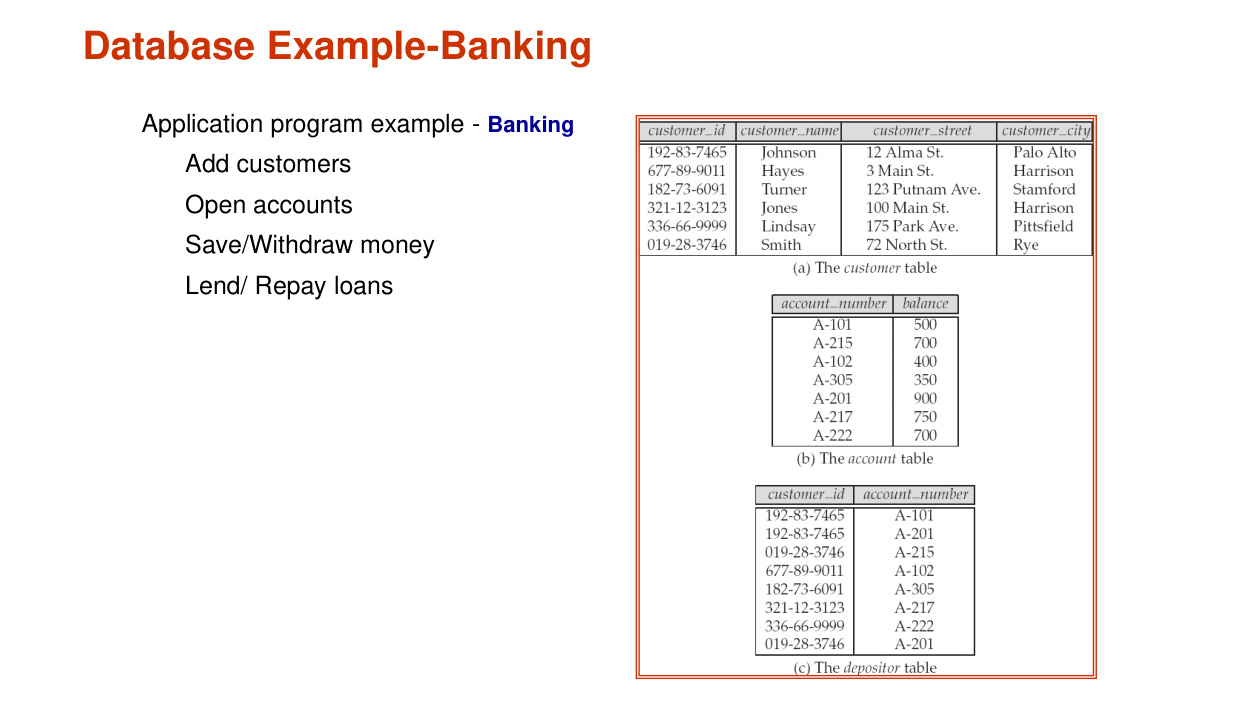 Database Example-Banking
Application program example - Banking
Add customers
Open accounts
Save/Withdraw money
Lend/ Repay loans
customer_id customer_name customer_street customer_city
192-83-7465 Johnson 12 Alma St. Palo Alto
677-89-9011 Hayes 3 Main St. Harrison
182-73-6091 Turner 123 Putnam Ave. Stamford
321-12-3123 Jones 100 Main St. Harrison
336-66-9999 Lindsay 175 Park Ave. Pittsfield
019-28-3746 Smith 72 North St. Rye
(a) The customer table
account_number balance
A-101 500
A-215 700
A-102 400
A-305 350
A-201 900
A-217 750
A-222 700
(b) The account table
customer_id account_number
192-83-7465 A-101
192-83-7465 A-201
019-28-3746 A-215
677-89-9011 A-102
182-73-6091 A-305
321-12-3123 A-217
336-66-9999 A-222
019-28-3746 A-201
(c) The depositor table